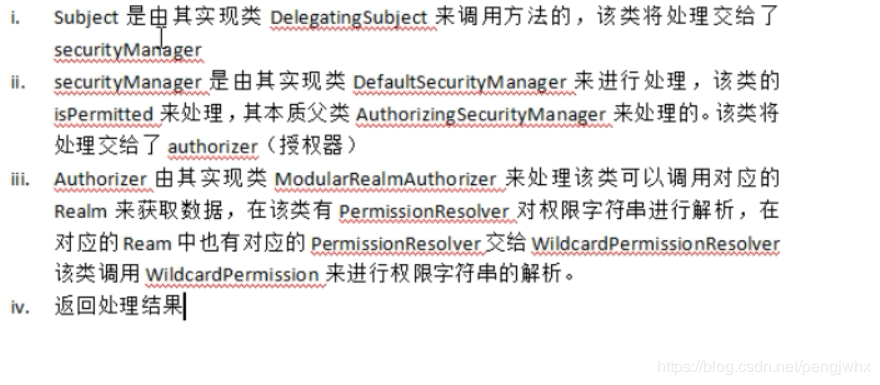 i. Subject 是由其实现类 DelegatingSubject 来调用方法的，该类将处理交给了
securityManager
ii. securityManager 是由其实现类 DefaultSecurityManager 来进行处理，该类的
isPermitted 来处理，其本质父类 AuthorizingSecurityManager 来处理的。该类将
处理交给了 authorizer（授权器）
iii. Authorizer 由其实现类 ModularRealmAuthorizer 来处理该类可以调用对应的
Realm 来获取数据，在该类有 PermissionResolver 对权限字符串进行解析，在
对应的 Ream 中也有对应的 PermissionResolver 交给 WildcardPermissionResolver
该类调用 WildcardPermission 来进行权限字符串的解析。
iv. 返回处理结果
https://blog.csdn.net/pengjwhx